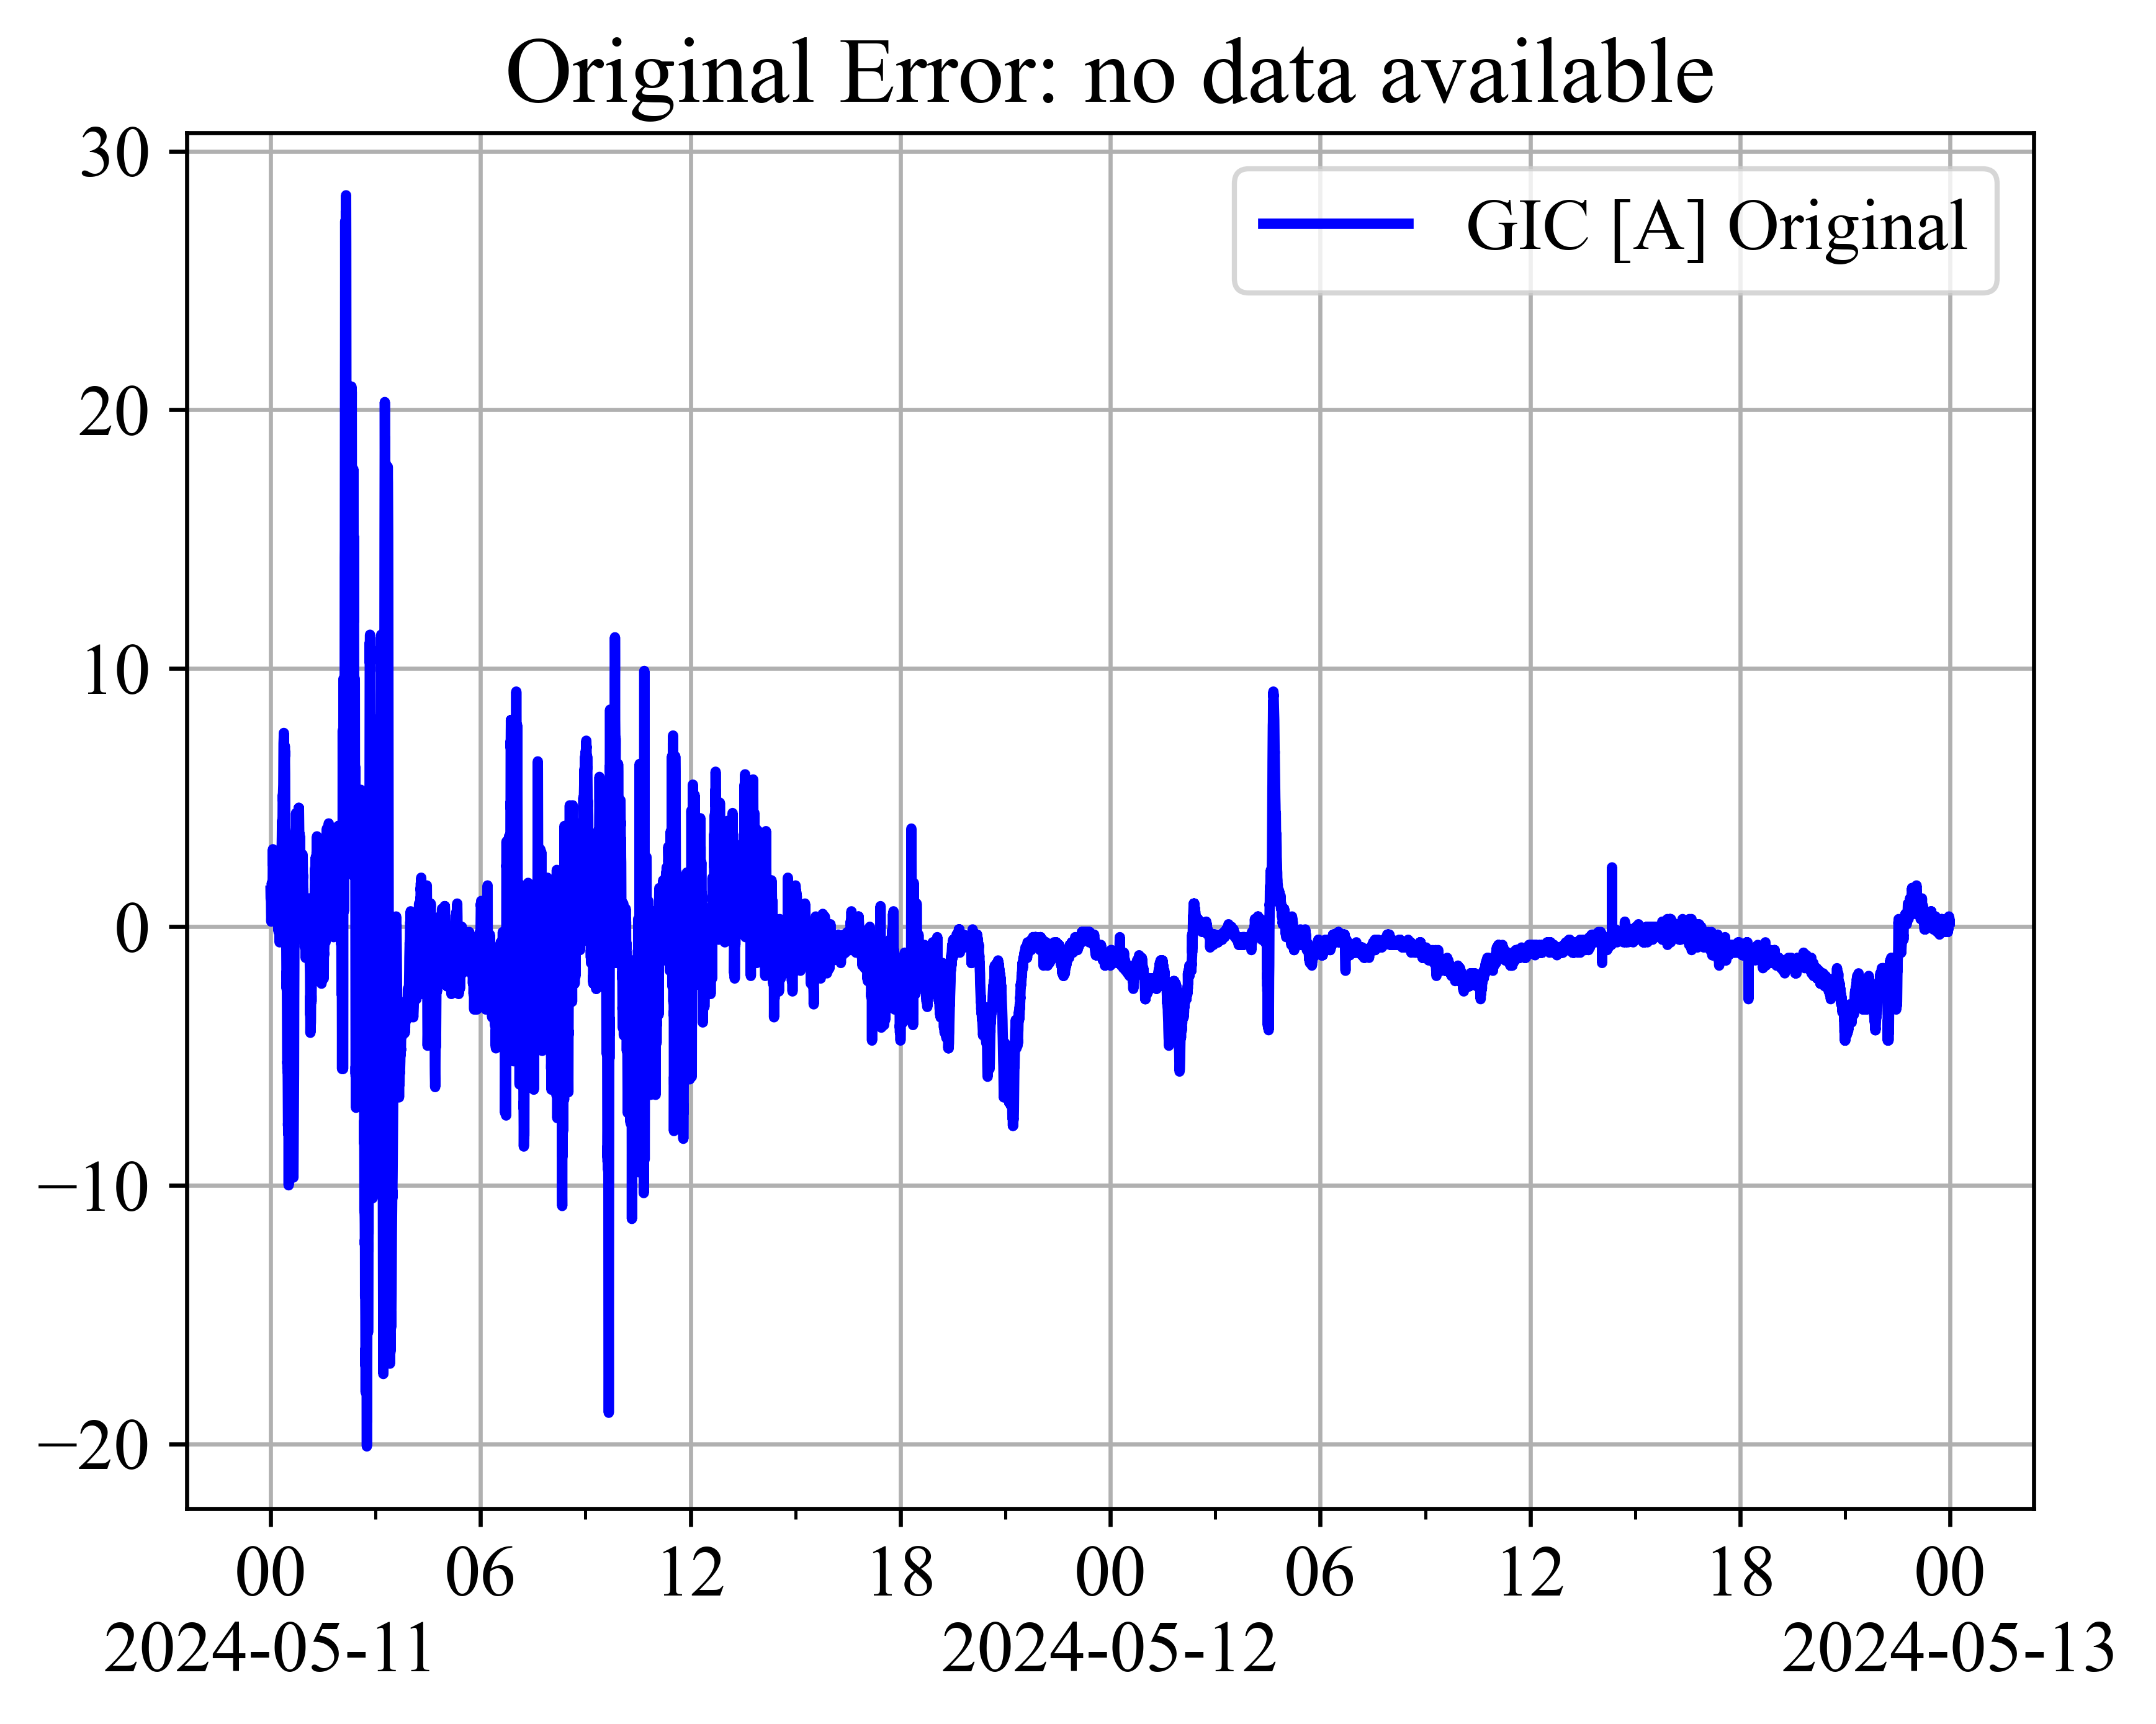 Original Error: no data available
30
20
10
0
−10
−20
GIC [A] Original
00 06 12 18 00 06 12 18 00
2024-05-11 2024-05-12 2024-05-13